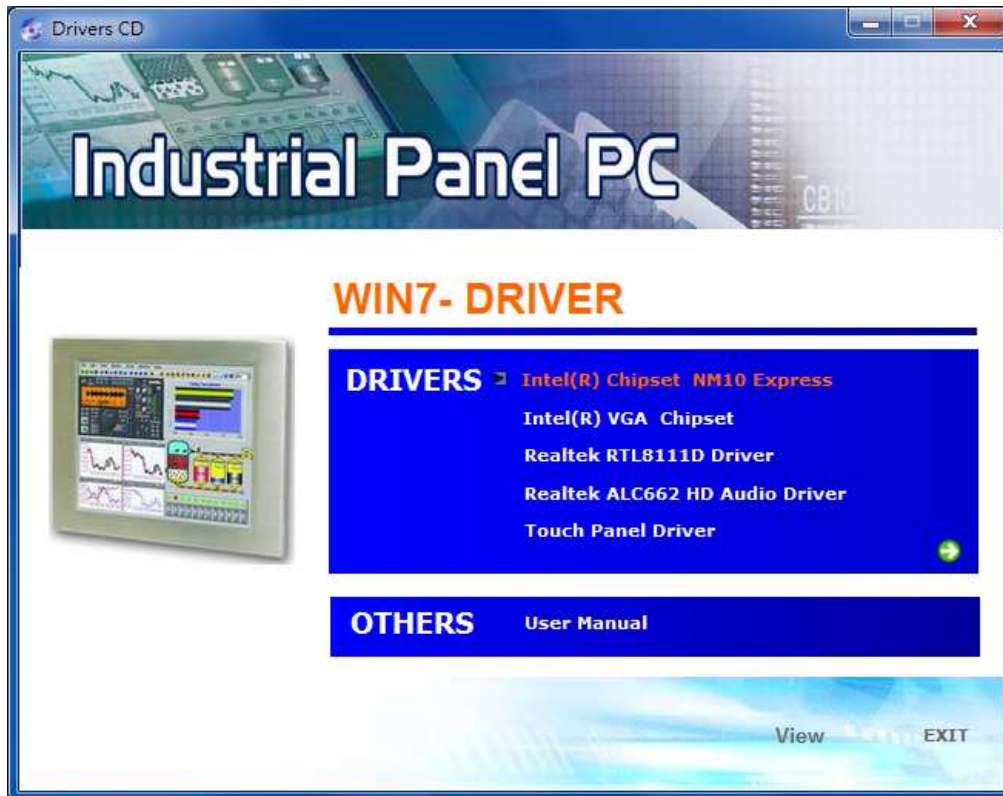 Drivers CD
Industrial Panel PC
CB10
WIN7- DRIVER
DRIVERS
Intel(R) Chipset NM10 Express
Intel(R) VGA Chipset
Realtek RTL8111D Driver
Realtek ALC662 HD Audio Driver
Touch Panel Driver
OTHERS
User Manual
View
EXIT